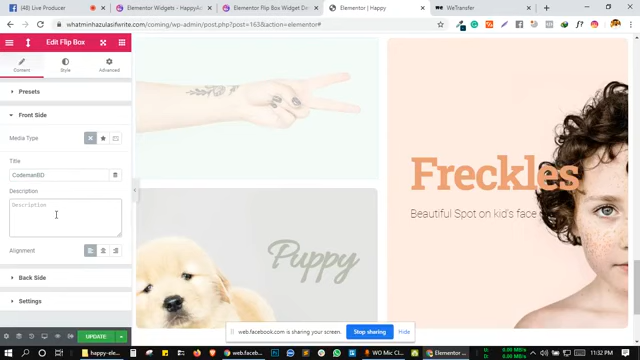 (4) Live Producer
Elementor Widgets - HappyAd
Elementor Flip Box Widget De
Elementor | Happy
WeTransfer
whatminhazulasifwrite.com/coming/wp-admin/post.php?post=163&action=elementor#
Edit Flip Box
Content
Style
Advanced
Presets
Front Side
Media Type
Title
CodemanBD
Description
Description
Alignment
Back Side
Settings
UPDATE
Freckles
Beautiful Spot on kid's face
Puppy
web.facebook.com is sharing your screen.
Stop sharing
Hide
happy-ele...
web.facebook.co
WO Mic Cl...
Elementor
11:32 PM